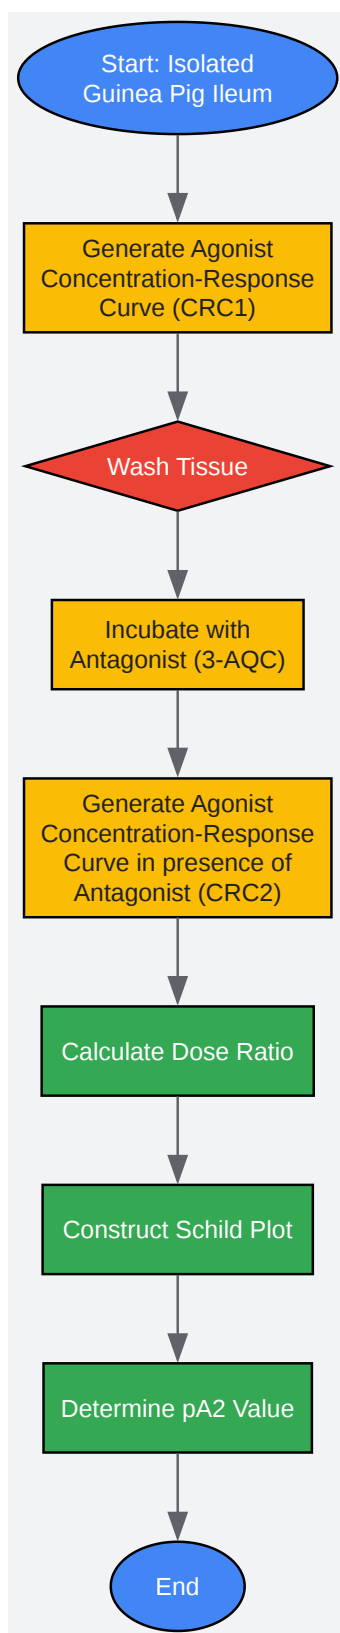 Start: Isolated
Guinea Pig Ileum
Generate Agonist
Concentration-Response
Curve (CRC1)
Wash Tissue
Incubate with
Antagonist (3-AQC)
Generate Agonist
Concentration-Response
Curve in presence of
Antagonist (CRC2)
Calculate Dose Ratio
Construct Schild Plot
Determine pA2 Value
End